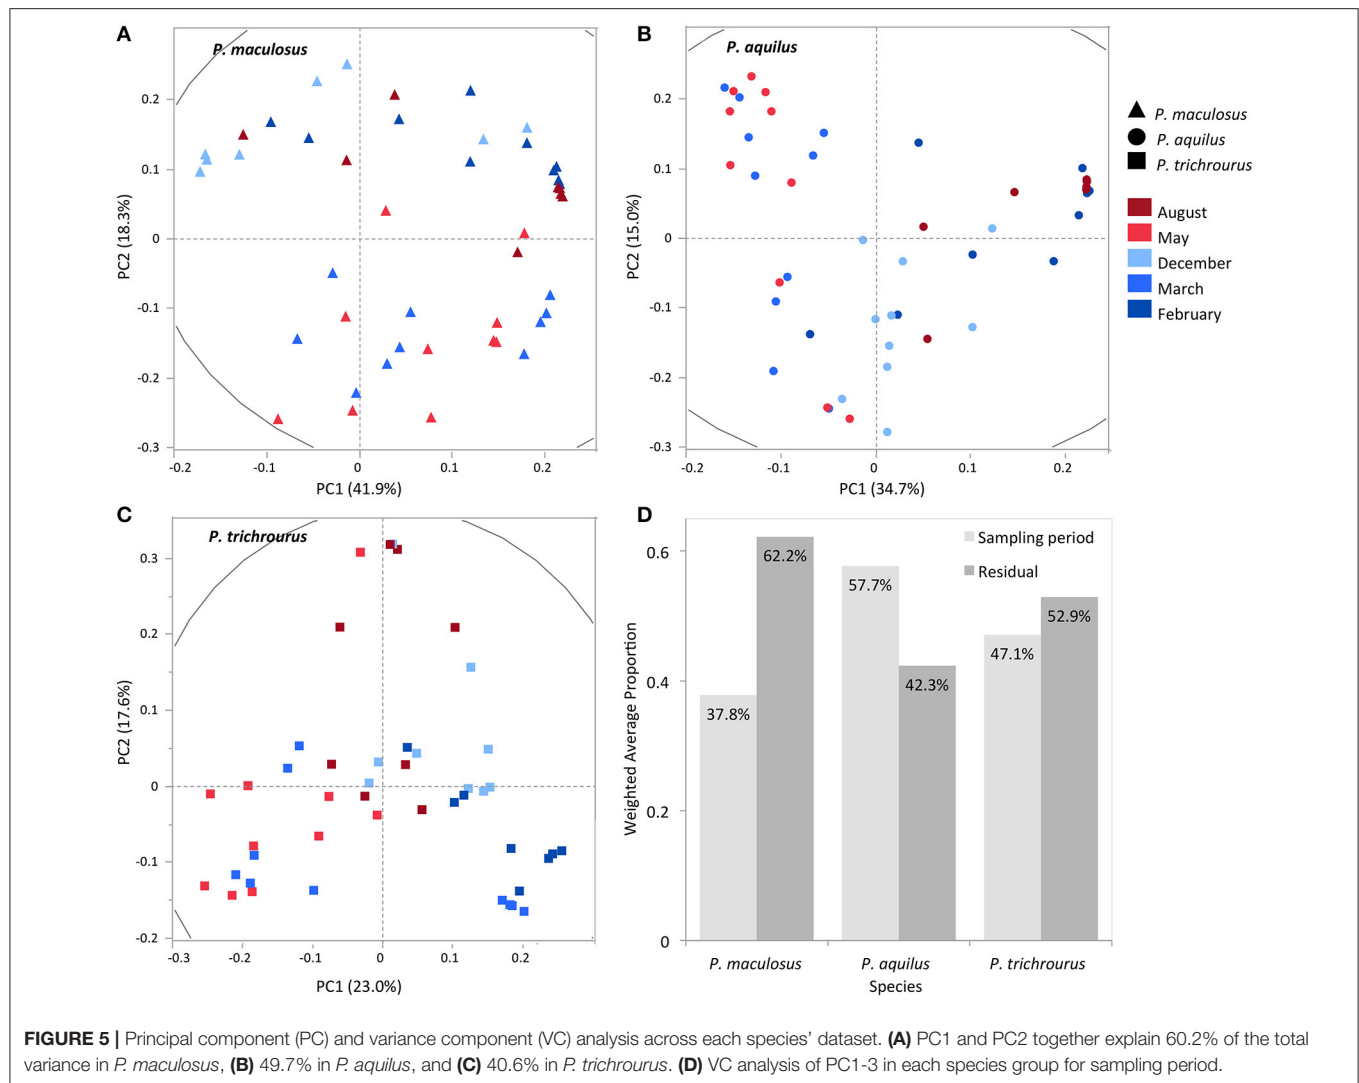 A
P. maculosus
0.2
0.1
0
-0.1
-0.2
-0.3
PC2 (18.3%)
-0.2
-0.1
0
0.1
0.2
PC1 (41.9%)
B
P. aquilus
0.2
0.1
0
-0.1
-0.2
-0.3
PC2 (15.0%)
-0.2
-0.1
0
0.1
0.2
PC1 (34.7%)
P. maculosus
P. aquilus
P. trichrourus
August
May
December
March
February
C
P. trichrourus
0.3
0.2
0.1
0
-0.1
-0.2
PC2 (17.6%)
-0.3
-0.2
-0.1
0
0.1
0.2
PC1 (23.0%)
D
Sampling period
Residual
0.6
0.4
0.2
0
Weighted Average Proportion
37.8%
62.2%
57.7%
42.3%
47.1%
52.9%
P. maculosus
P. aquilus
P. trichrourus
Species
FIGURE 5 | Principal component (PC) and variance component (VC) analysis across each species' dataset. (A) PC1 and PC2 together explain 60.2% of the total
variance in P. maculosus, (B) 49.7% in P. aquilus, and (C) 40.6% in P. trichrourus. (D) VC analysis of PC1-3 in each species group for sampling period.